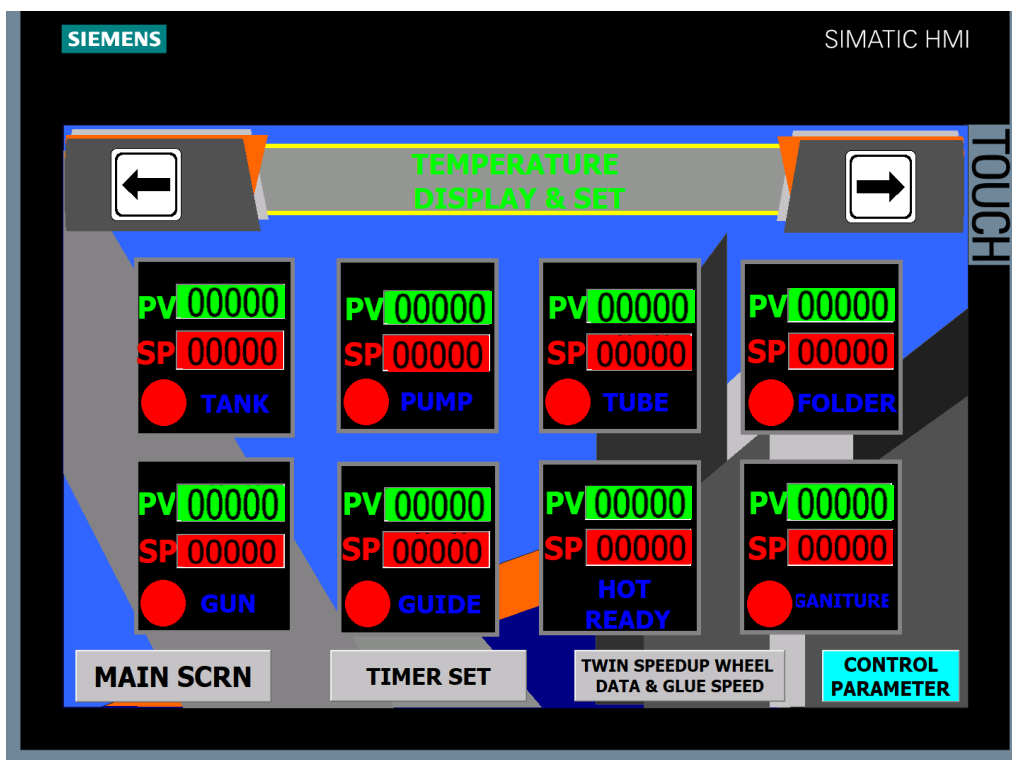 SIEMENS
SIMATIC HMI
TOUCH
TEMPERATURE
DISPLAY & SET
PV 00000
SP 00000
TANK
PV 00000
SP 00000
PUMP
PV 00000
SP 00000
TUBE
PV 00000
SP 00000
FOLDER
PV 00000
SP 00000
GUN
PV 00000
SP 00000
GUIDE
PV 00000
SP 00000
HOT
READY
PV 00000
SP 00000
GANITURE
MAIN SCRN
TIMER SET
TWIN SPEEDUP WHEEL
DATA & GLUE SPEED
CONTROL
PARAMETER